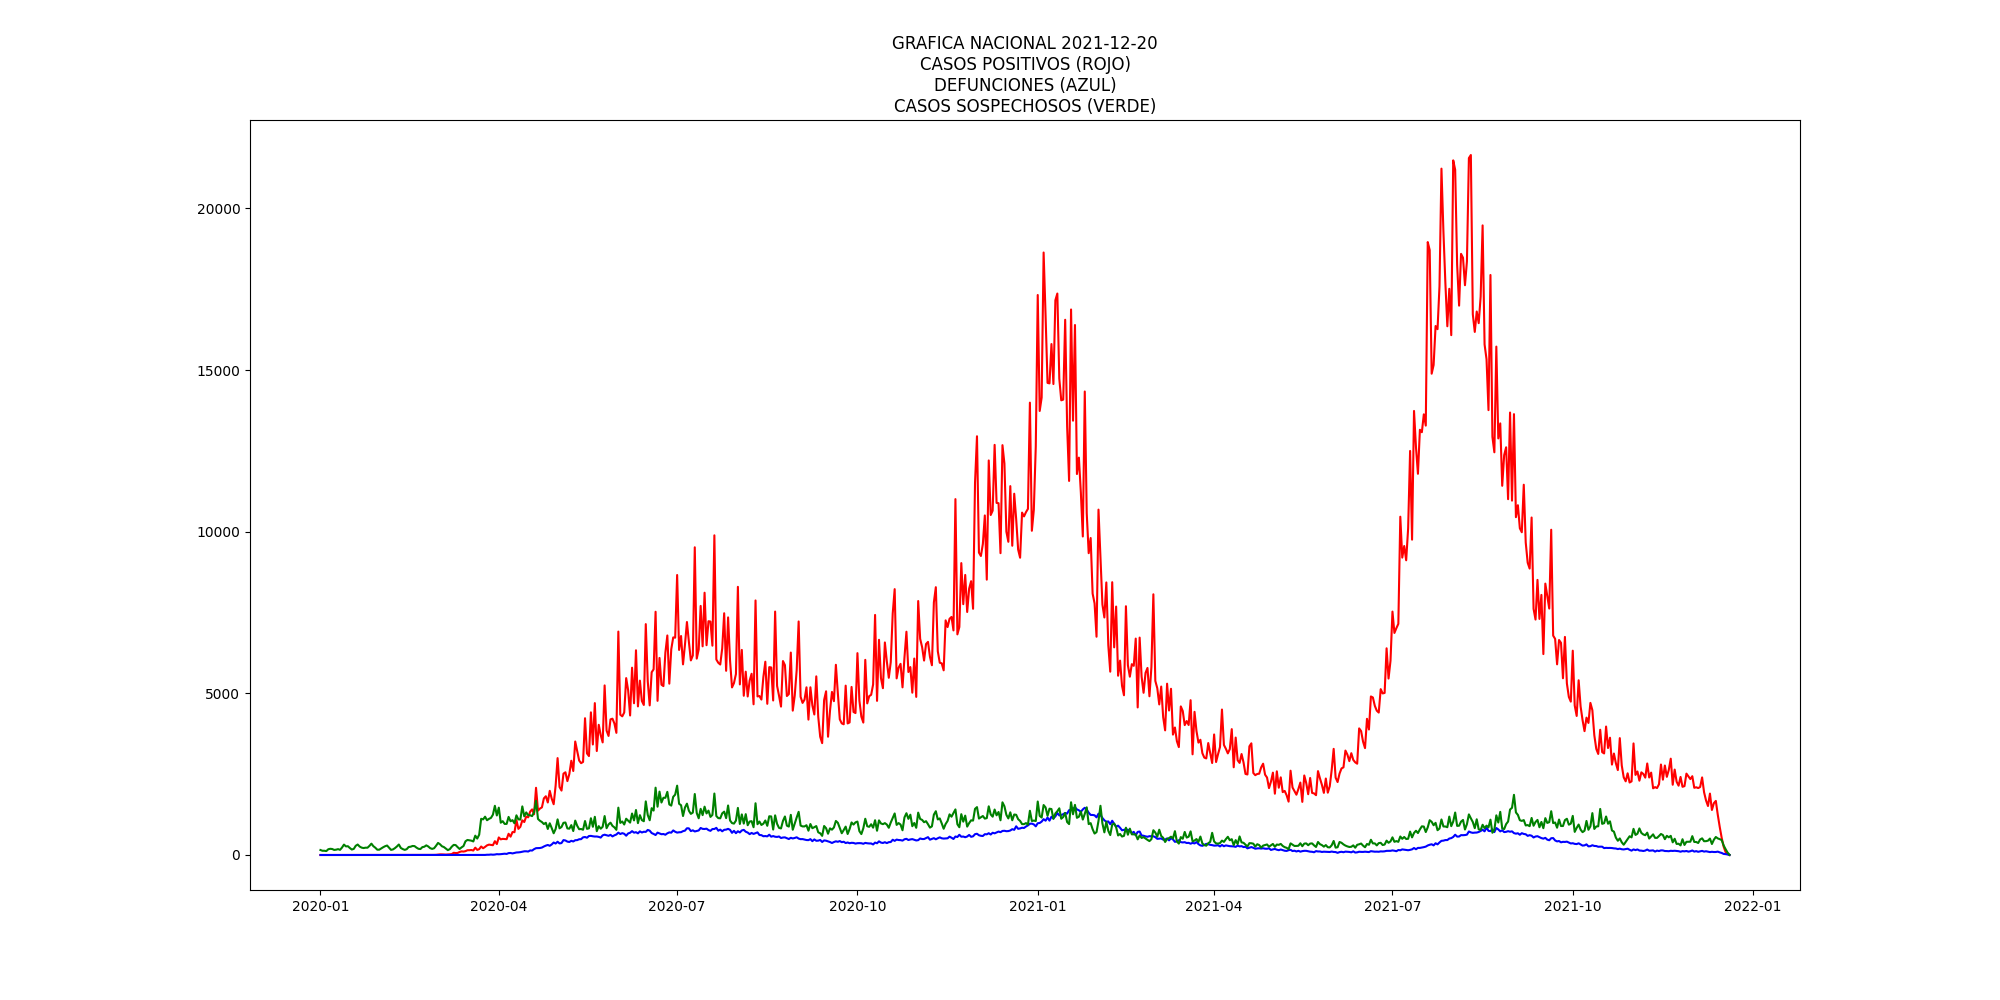 GRAFICA NACIONAL 2021-12-20
CASOS POSITIVOS (ROJO)
DEFUNCIONES (AZUL)
CASOS SOSPECHOSOS (VERDE)
20000
15000
10000
5000
0
2020-01 2020-04 2020-07 2020-10 2021-01 2021-04 2021-07 2021-10 2022-01